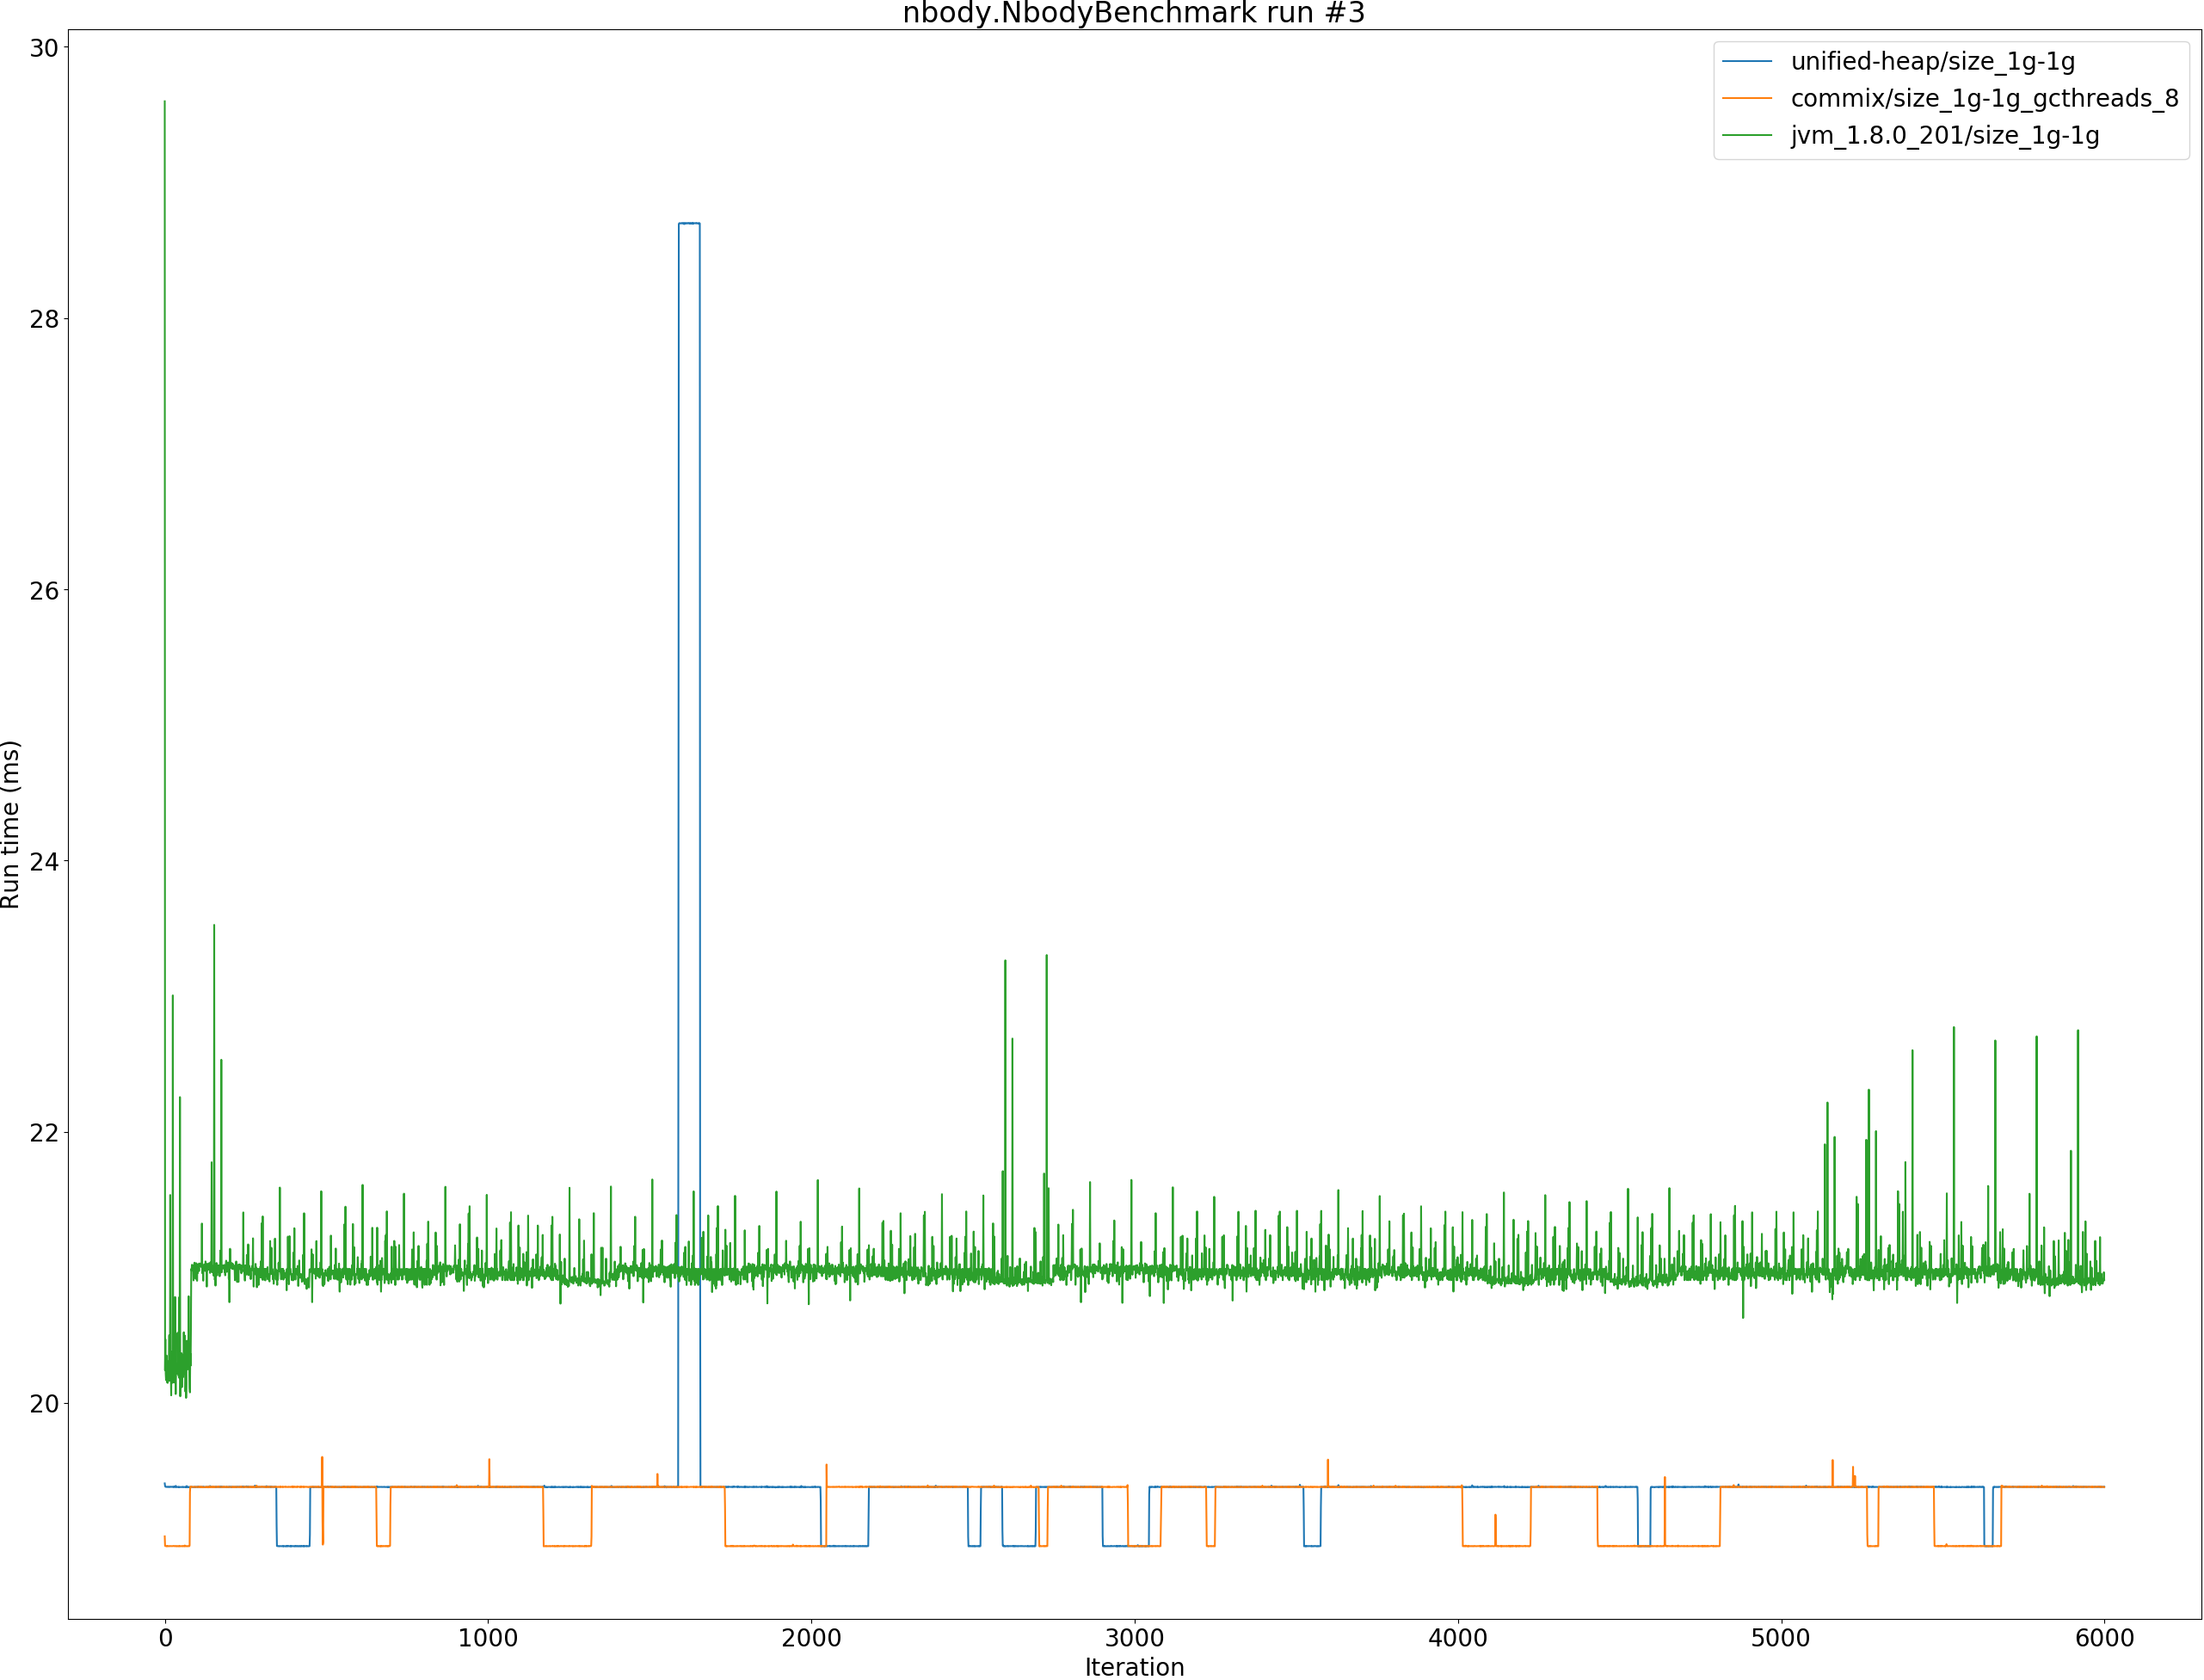 nbody.NbodyBenchmark run #3
unified-heap/size_1g-1g
commix/size_1g-1g_gcthreads_8
jvm_1.8.0_201/size_1g-1g
Run time (ms)
30
28
26
24
22
20
0
1000
2000
3000
4000
5000
6000
Iteration